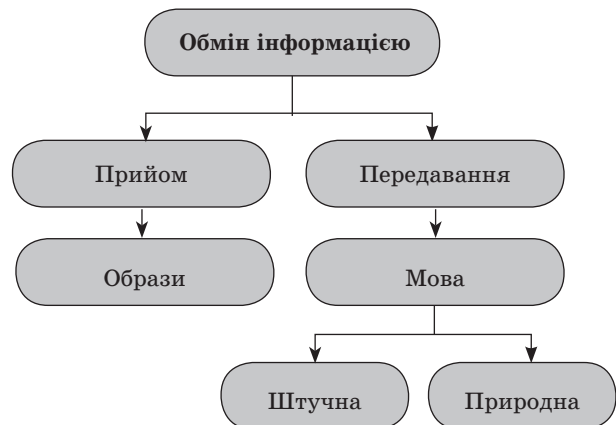 Обмін інформацією
Прийом
Передавання
Образи
Мова
Штучна
Природна